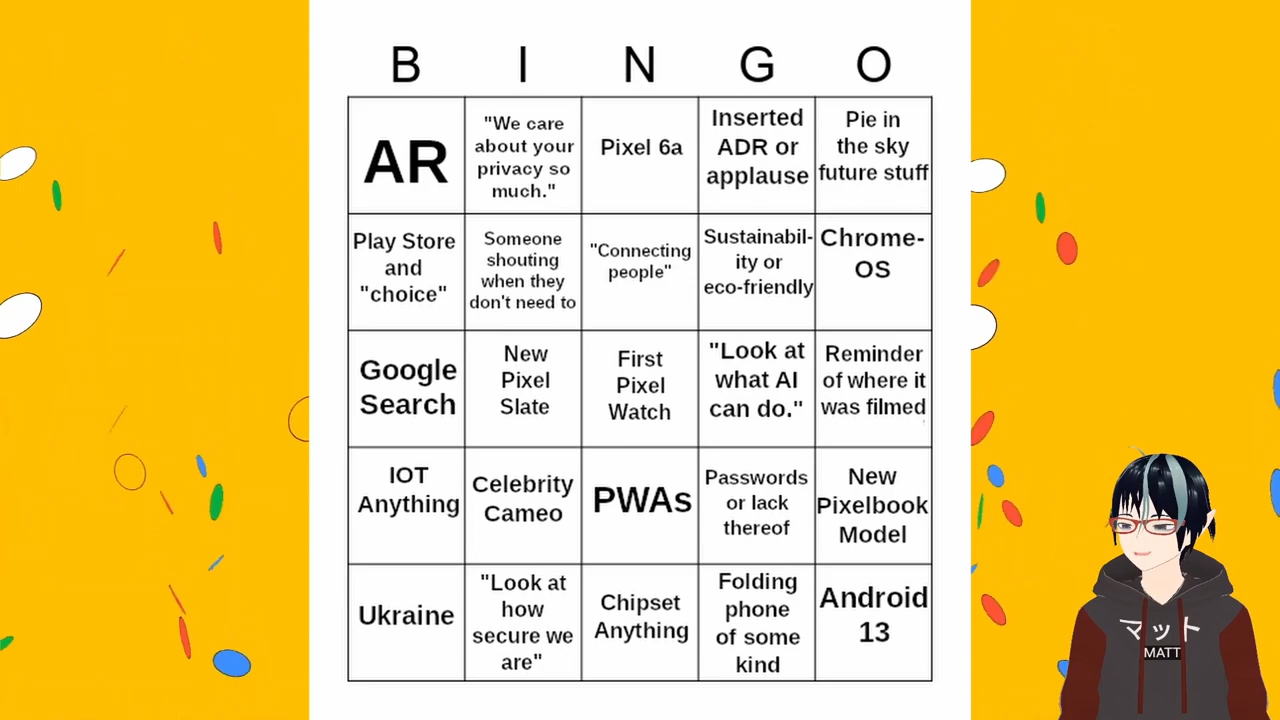 B I N G O
AR
"We care
about your
privacy so
much."
Pixel 6a
Inserted
ADR or
applause
Pie in
the sky
future stuff
Play Store
and
"choice"
Someone
shouting
when they
don't need to
"Connecting
people"
Sustainabil-
ity or
eco-friendly
Chrome-
OS
Google
Search
New
Pixel
Slate
First
Pixel
Watch
"Look at
what AI
can do."
Reminder
of where it
was filmed
IOT
Anything
Celebrity
Cameo
PWAs
Passwords
or lack
thereof
New
Pixelbook
Model
Ukraine
"Look at
how
secure we
are"
Chipset
Anything
Folding
phone
of some
kind
Android
13
マット
MATT